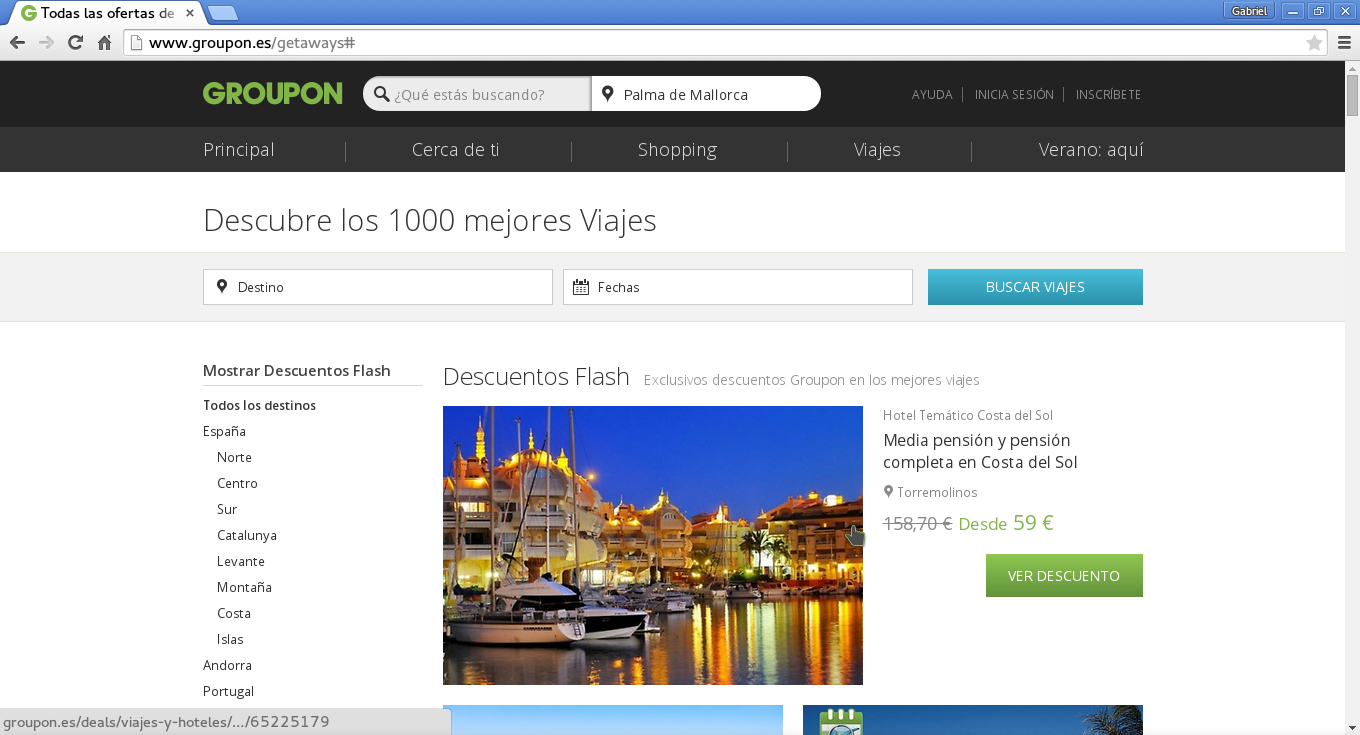 Todas las ofertas de
Gabriel
www.groupon.es/getaways#
GROUPON
¿Qué estás buscando?
Palma de Mallorca
AYUDA
INICIA SESIÓN
INSCRÍBETE
Principal
Cerca de ti
Shopping
Viajes
Verano: aquí
Descubre los 1000 mejores Viajes
Destino
Fechas
BUSCAR VIAJES
Mostrar Descuentos Flash
Todos los destinos
España
Norte
Centro
Sur
Catalunya
Levante
Montaña
Costa
Islas
Andorra
Portugal
Descuentos Flash
Exclusivos descuentos Groupon en los mejores viajes
Hotel Temático Costa del Sol
Media pensión y pensión
completa en Costa del Sol
Torremolinos
158,70 € Desde 59 €
VER DESCUENTO
groupon.es/deals/viajes-y-hoteles/.../65225179